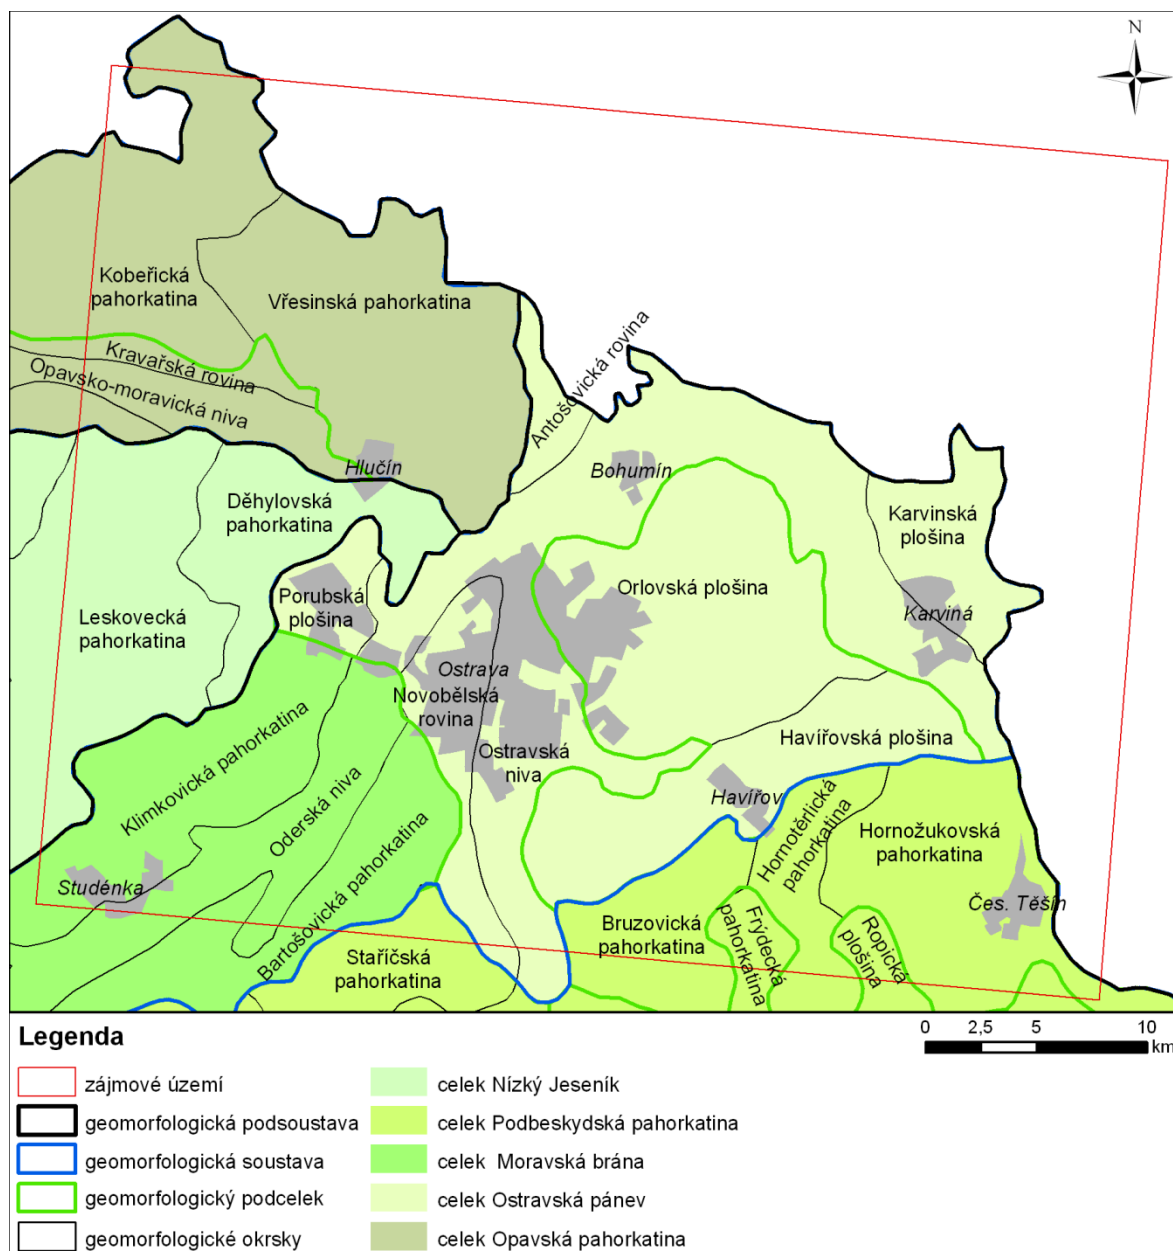 N
Kobeřická
pahorkatina
Vřesinská pahorkatina
Kravařská rovina
Opavsko-moravická niva
Antošovická rovina
Hlučín
Bohumín
Děhylovská
pahorkatina
Karvinská
plošina
Porubská
plošina
Orlovská plošina
Leskovecká
pahorkatina
Karviná
Ostrava
Novobělská
rovina
Ostravská
niva
Havířovská plošina
Klimkovická pahorkatina
Oderská niva
Bartošovická pahorkatina
Havířov
Hornotěrlická
pahorkatina
Hornožukovská
pahorkatina
Studénka
Čes. Těšín
Bruzovická
pahorkatina
Frýdecká
pahorkatina
Ropická
plošina
Staříčská
pahorkatina
Legenda
0 2,5 5 10
km
zájmové území
geomorfologická podsoustava
geomorfologická soustava
geomorfologický podcelek
geomorfologické okrsky
celek Nízký Jeseník
celek Podbeskydská pahorkatina
celek Moravská brána
celek Ostravská pánev
celek Opavská pahorkatina